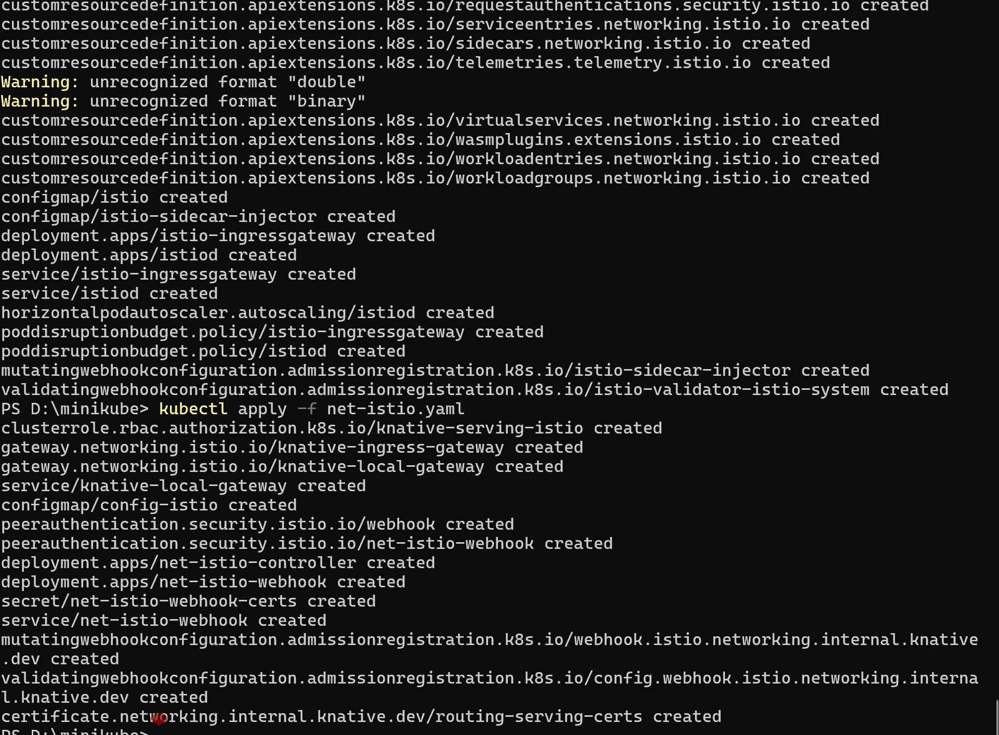 customresourcedefinition.apiextensions.k8s.io/requestauthentications.security.istio.io created
customresourcedefinition.apiextensions.k8s.io/serviceentries.networking.istio.io created
customresourcedefinition.apiextensions.k8s.io/sidecars.networking.istio.io created
customresourcedefinition.apiextensions.k8s.io/telemetries.telemetry.istio.io created
Warning: unrecognized format "double"
Warning: unrecognized format "binary"
customresourcedefinition.apiextensions.k8s.io/virtualservices.networking.istio.io created
customresourcedefinition.apiextensions.k8s.io/wasmplugins.extensions.istio.io created
customresourcedefinition.apiextensions.k8s.io/workloadentries.networking.istio.io created
customresourcedefinition.apiextensions.k8s.io/workloadgroups.networking.istio.io created
configmap/istio created
configmap/istio-sidecar-injector created
deployment.apps/istio-ingressgateway created
deployment.apps/istiod created
service/istio-ingressgateway created
service/istiod created
horizontalpodautoscaler.autoscaling/istiod created
poddisruptionbudget.policy/istio-ingressgateway created
poddisruptionbudget.policy/istiod created
mutatingwebhookconfiguration.admissionregistration.k8s.io/istio-sidecar-injector created
validatingwebhookconfiguration.admissionregistration.k8s.io/istio-validator-istio-system created
PS D:\minikube> kubectl apply -f net-istio.yaml
clusterrole.rbac.authorization.k8s.io/knative-serving-istio created
gateway.networking.istio.io/knative-ingress-gateway created
gateway.networking.istio.io/knative-local-gateway created
service/knative-local-gateway created
configmap/config-istio created
peerauthentication.security.istio.io/webhook created
peerauthentication.security.istio.io/net-istio-webhook created
deployment.apps/net-istio-controller created
deployment.apps/net-istio-webhook created
secret/net-istio-webhook-certs created
service/net-istio-webhook created
mutatingwebhookconfiguration.admissionregistration.k8s.io/webhook.istio.networking.internal.knative
.dev created
validatingwebhookconfiguration.admissionregistration.k8s.io/config.webhook.istio.networking.interna
l.knative.dev created
certificate.networking.internal.knative.dev/routing-serving-certs created
PS D:\minikube>